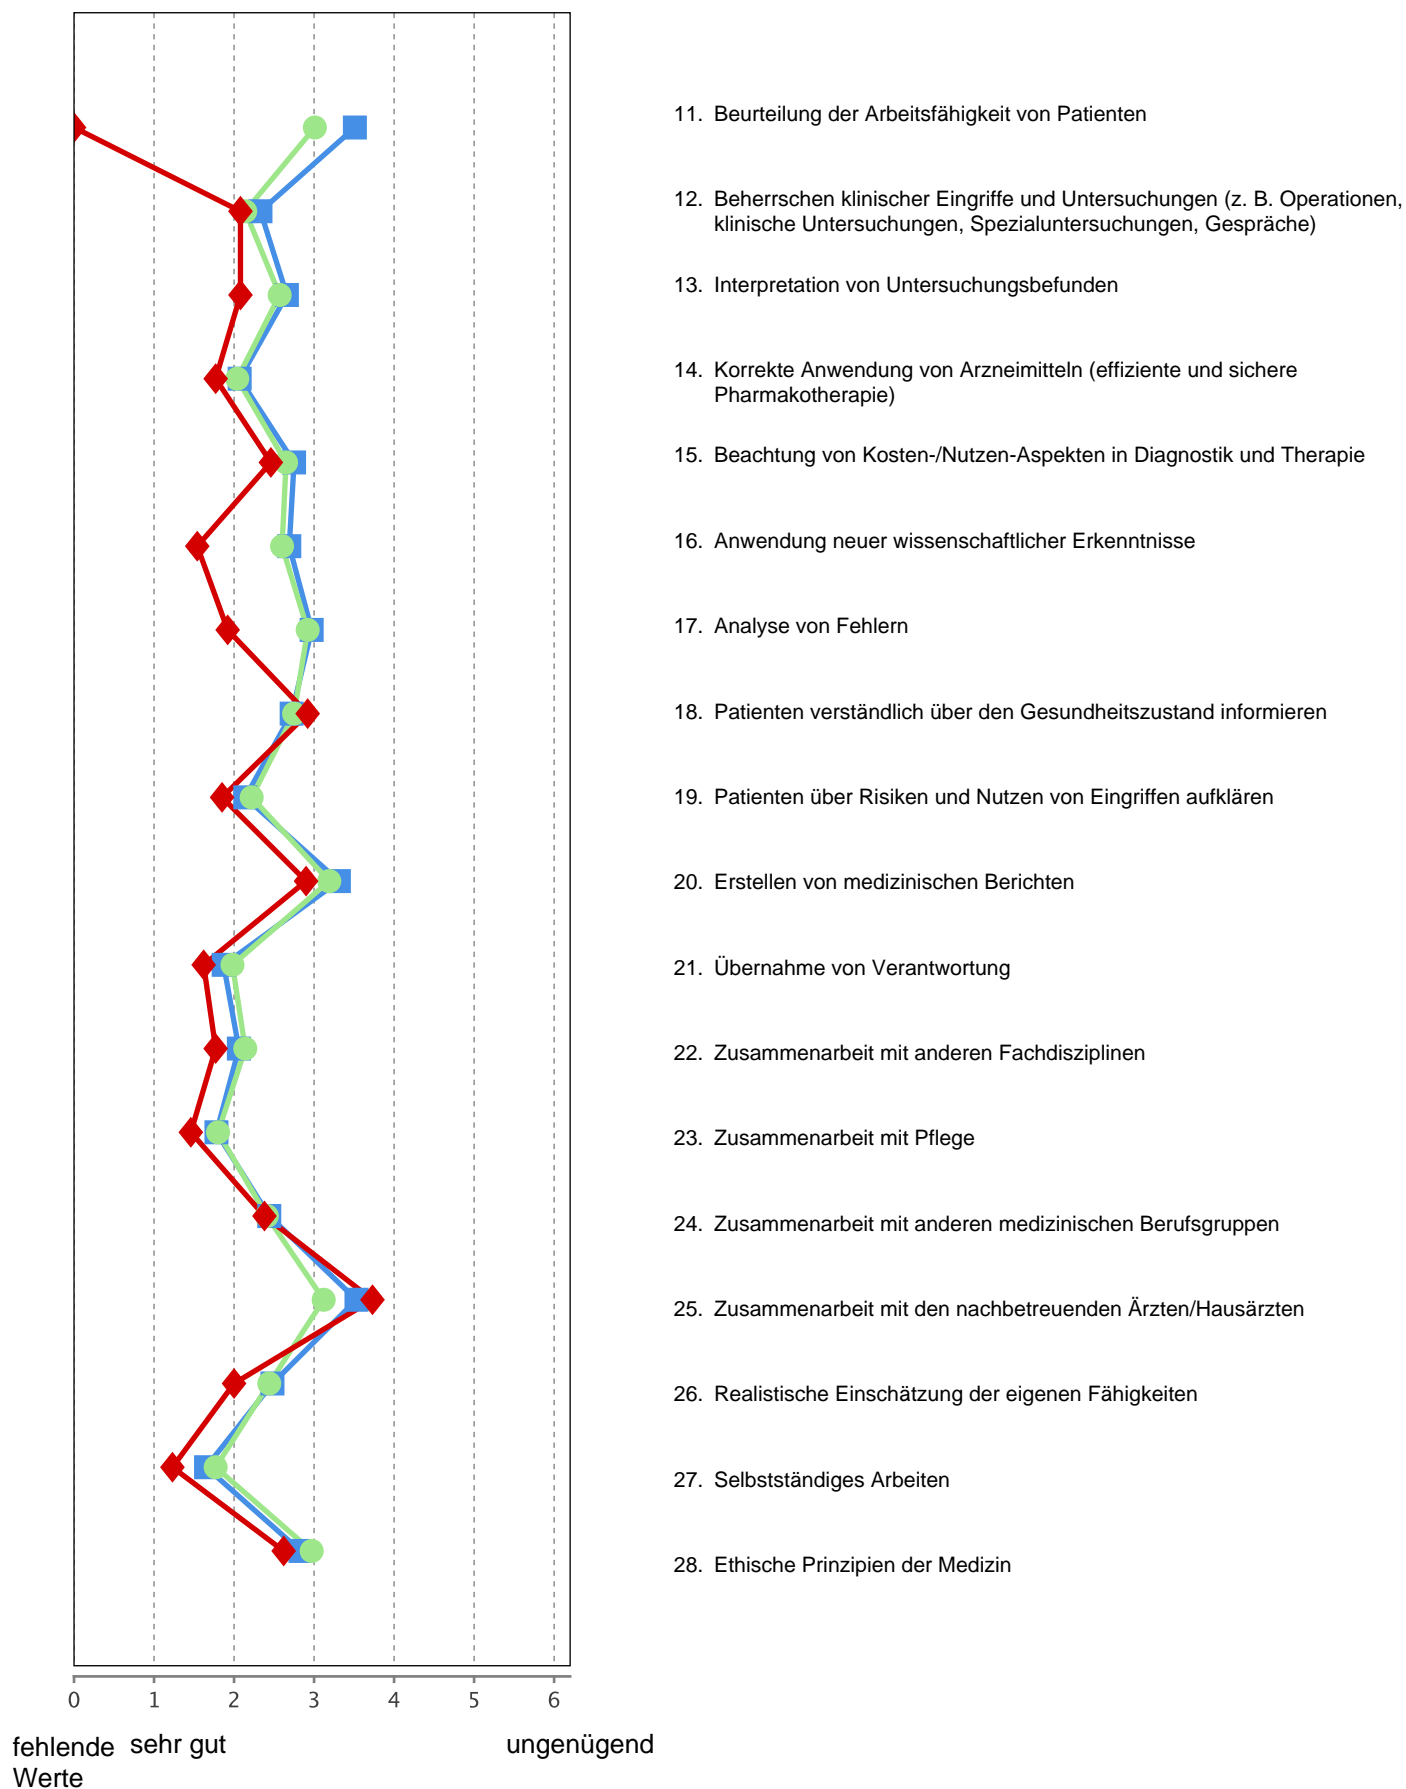 11. Beurteilung der Arbeitsfähigkeit von Patienten
12. Beherrschen klinischer Eingriffe und Untersuchungen (z. B. Operationen,
klinische Untersuchungen, Spezialuntersuchungen, Gespräche)
13. Interpretation von Untersuchungsbefunden
14. Korrekte Anwendung von Arzneimitteln (effiziente und sichere
Pharmakotherapie)
15. Beachtung von Kosten-/Nutzen-Aspekten in Diagnostik und Therapie
16. Anwendung neuer wissenschaftlicher Erkenntnisse
17. Analyse von Fehlern
18. Patienten verständlich über den Gesundheitszustand informieren
19. Patienten über Risiken und Nutzen von Eingriffen aufklären
20. Erstellen von medizinischen Berichten
21. Übernahme von Verantwortung
22. Zusammenarbeit mit anderen Fachdisziplinen
23. Zusammenarbeit mit Pflege
24. Zusammenarbeit mit anderen medizinischen Berufsgruppen
25. Zusammenarbeit mit den nachbetreuenden Ärzten/Hausärzten
26. Realistische Einschätzung der eigenen Fähigkeiten
27. Selbstständiges Arbeiten
28. Ethische Prinzipien der Medizin
0 1 2 3 4 5 6
fehlende sehr gut ungenügend
Werte